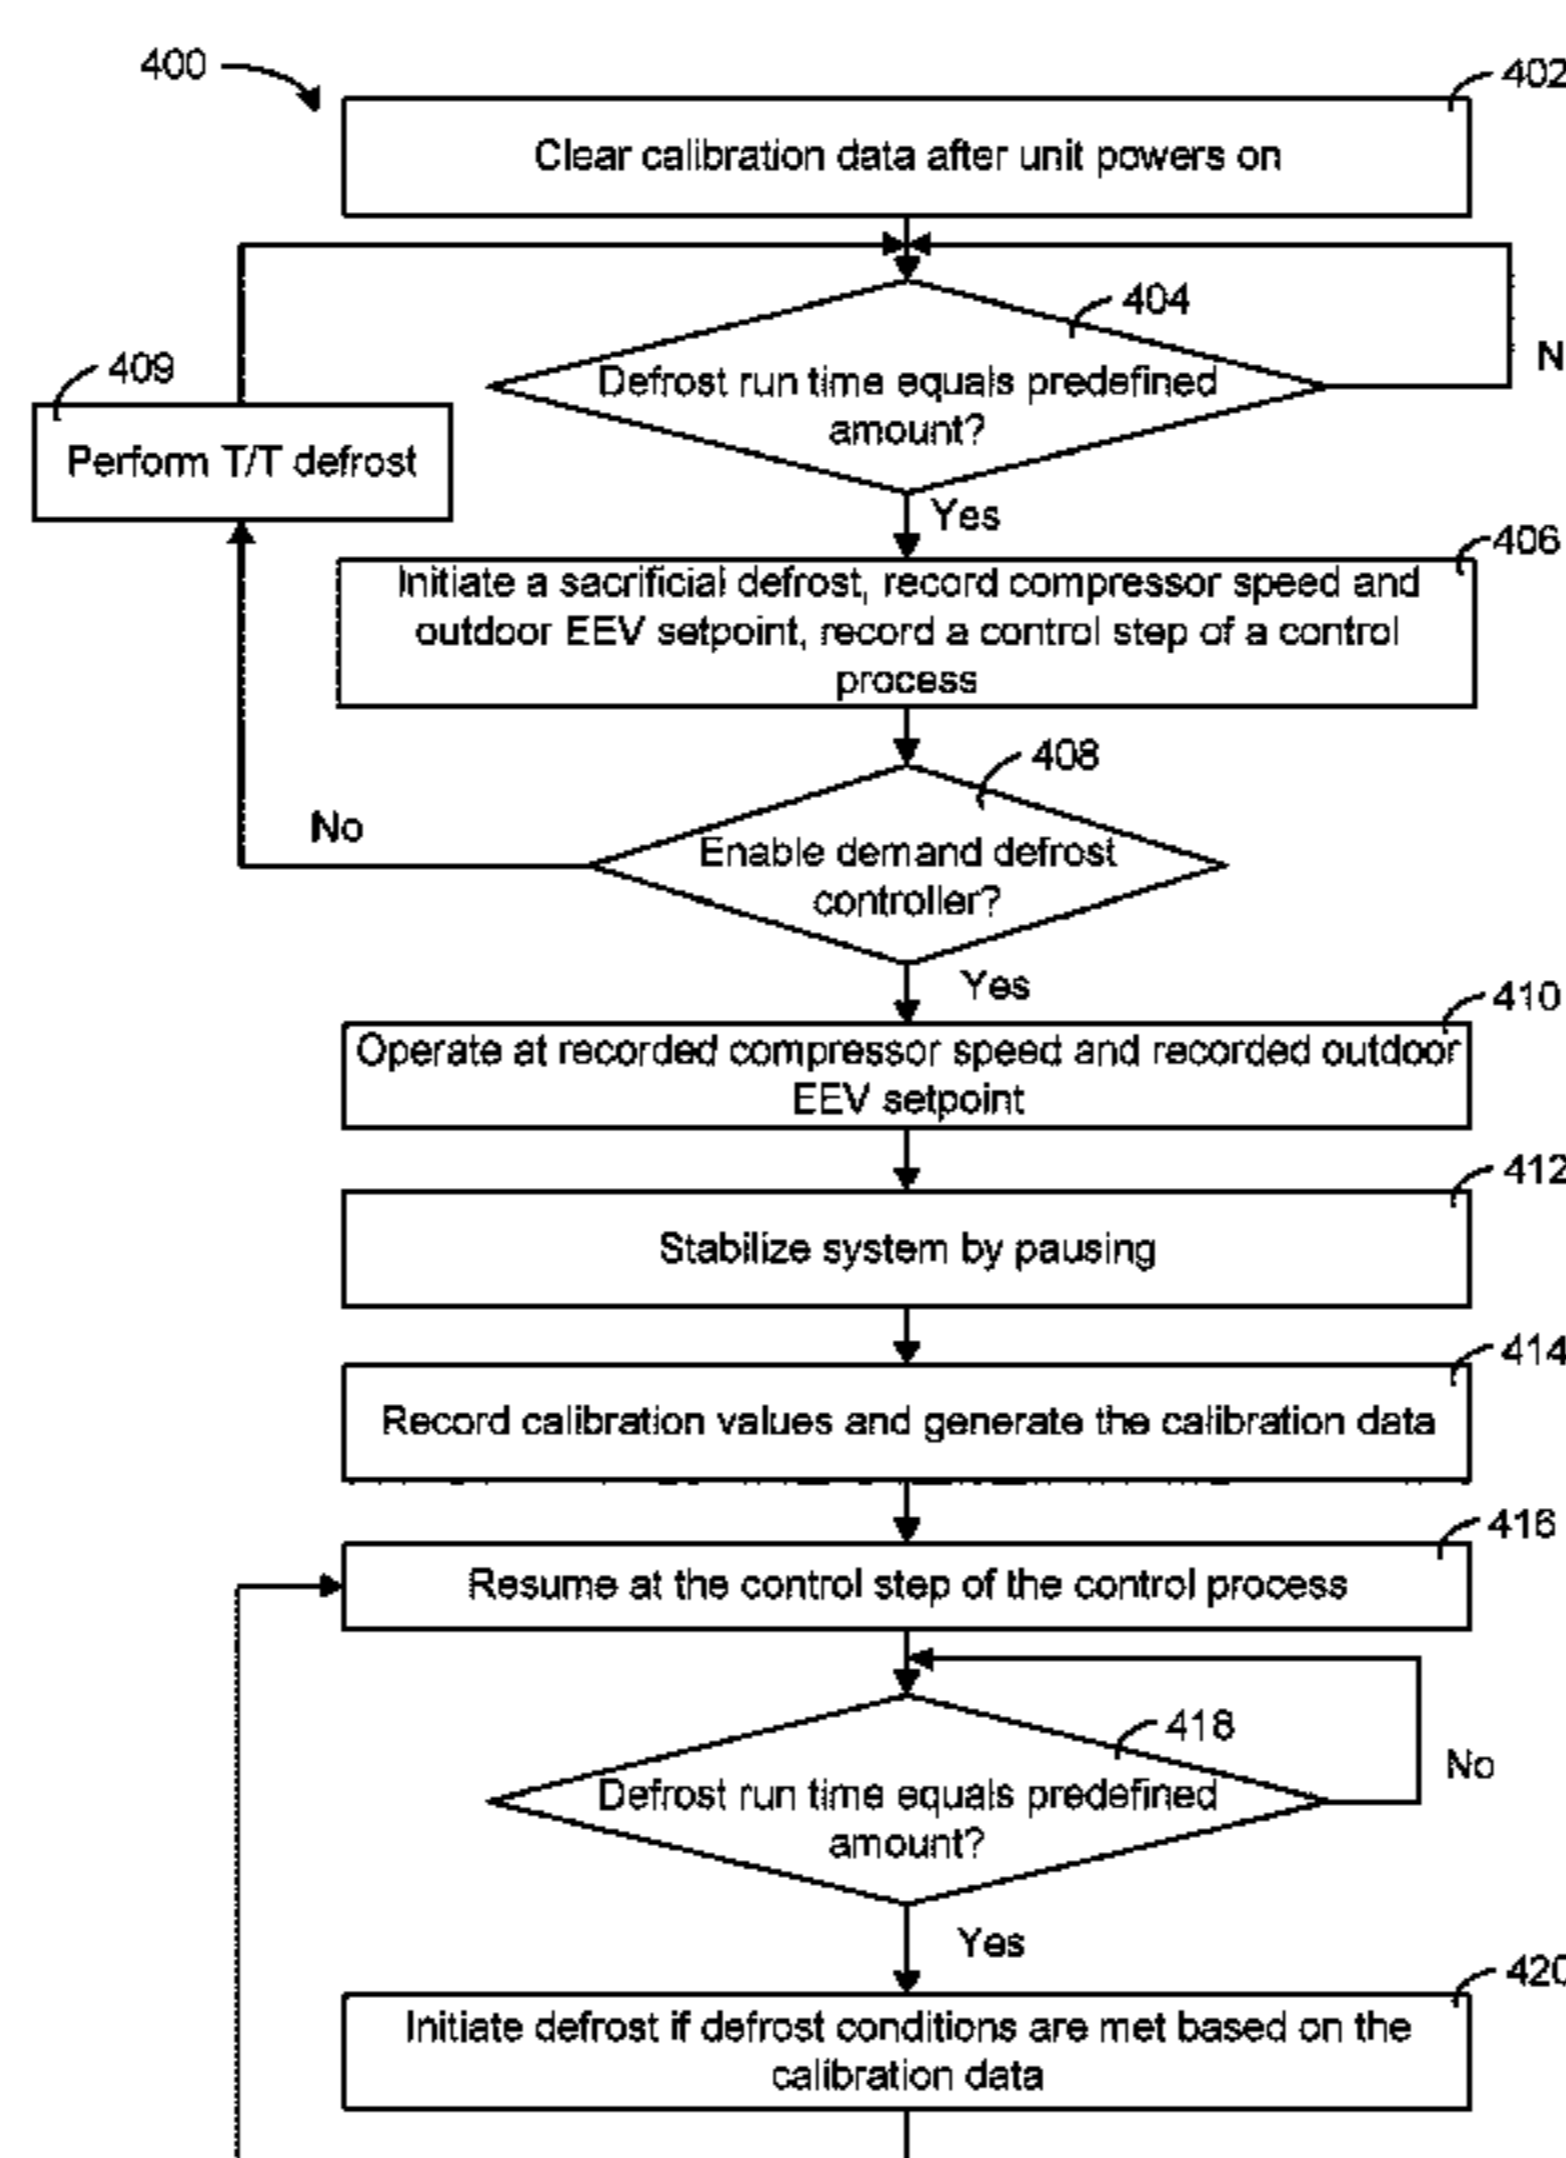 400
402
Clear calibration data after unit powers on
404
Defrost run time equals predefined
amount?
N
409
Perform T/T defrost
Yes
406
Initiate a sacrificial defrost, record compressor speed and
outdoor EEV setpoint, record a control step of a control
process
408
No
Enable demand defrost
controller?
Yes
410
Operate at recorded compressor speed and recorded outdoor
EEV setpoint
412
Stabilize system by pausing
414
Record calibration values and generate the calibration data
416
Resume at the control step of the control process
418
No
Defrost run time equals predefined
amount?
Yes
420
Initiate defrost if defrost conditions are met based on the
calibration data